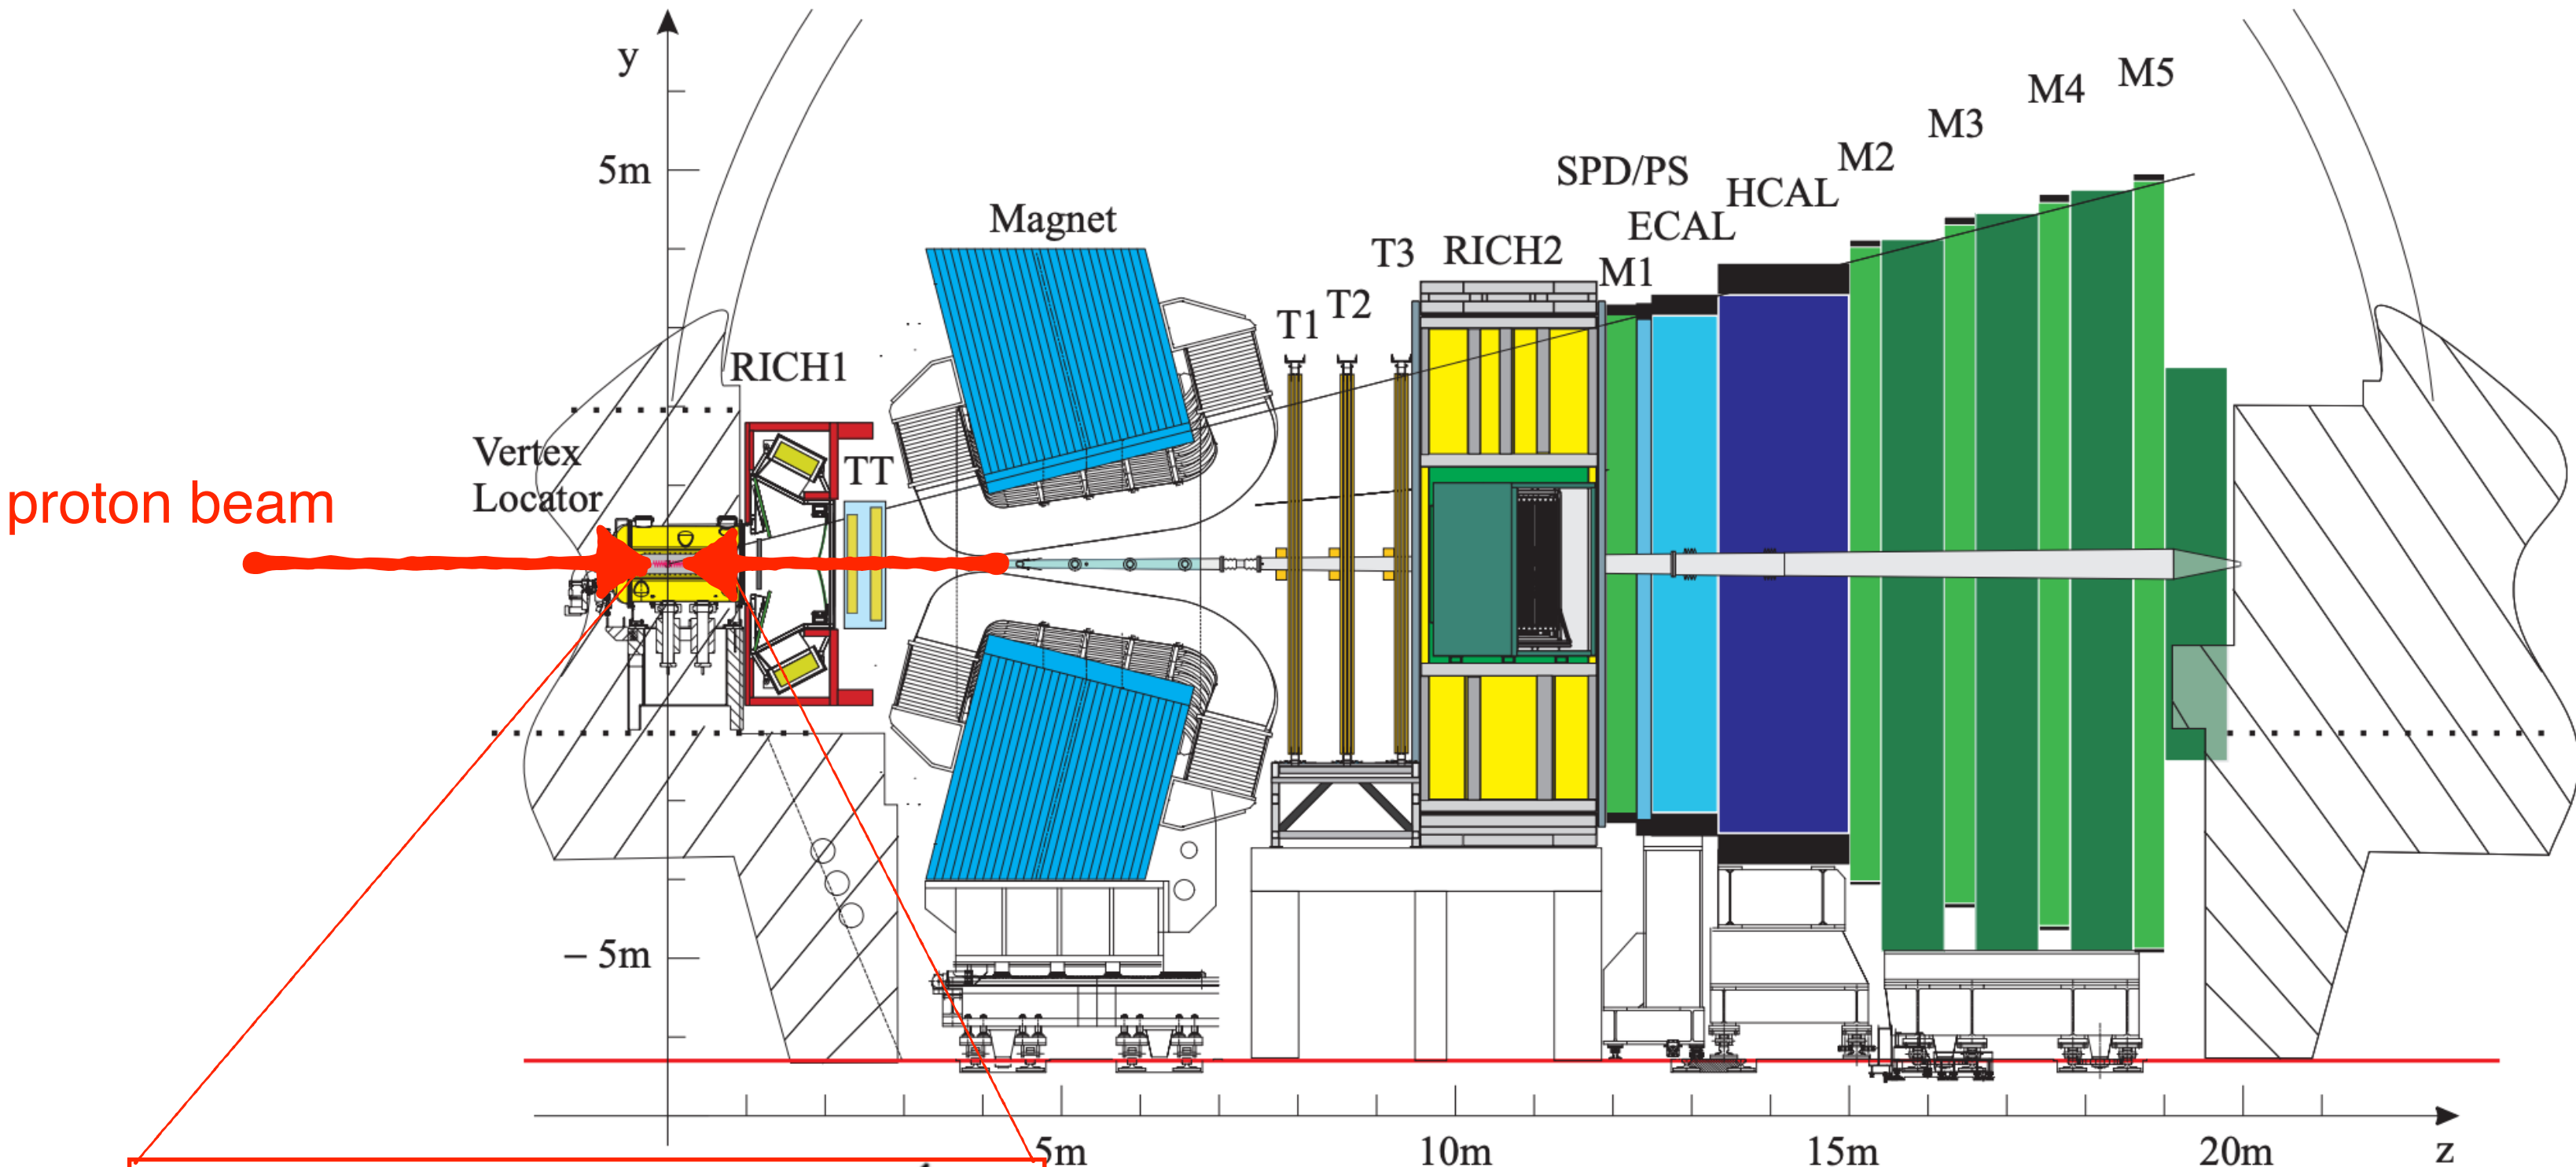 y
5m
− 5m
proton beam
Vertex
Locator
RICH1
TT
Magnet
T1
T2
T3
RICH2
M1
SPD/PS
ECAL
HCAL
M2
M3
M4
M5
5m
10m
15m
20m
z